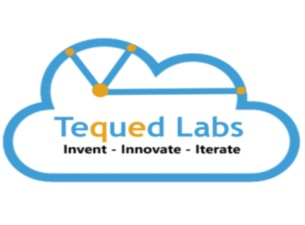 Tequed Labs
Invent - Innovate - Iterate